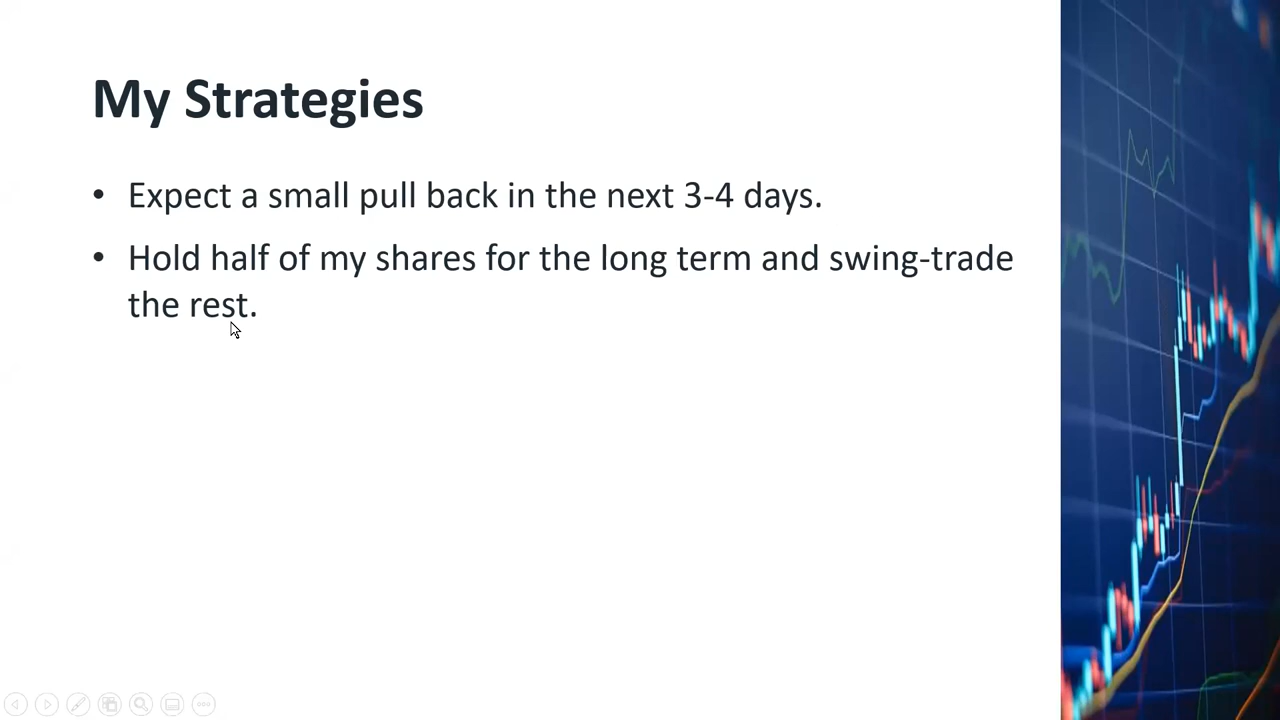 My Strategies
• Expect a small pull back in the next 3-4 days.
• Hold half of my shares for the long term and swing-trade
the rest.